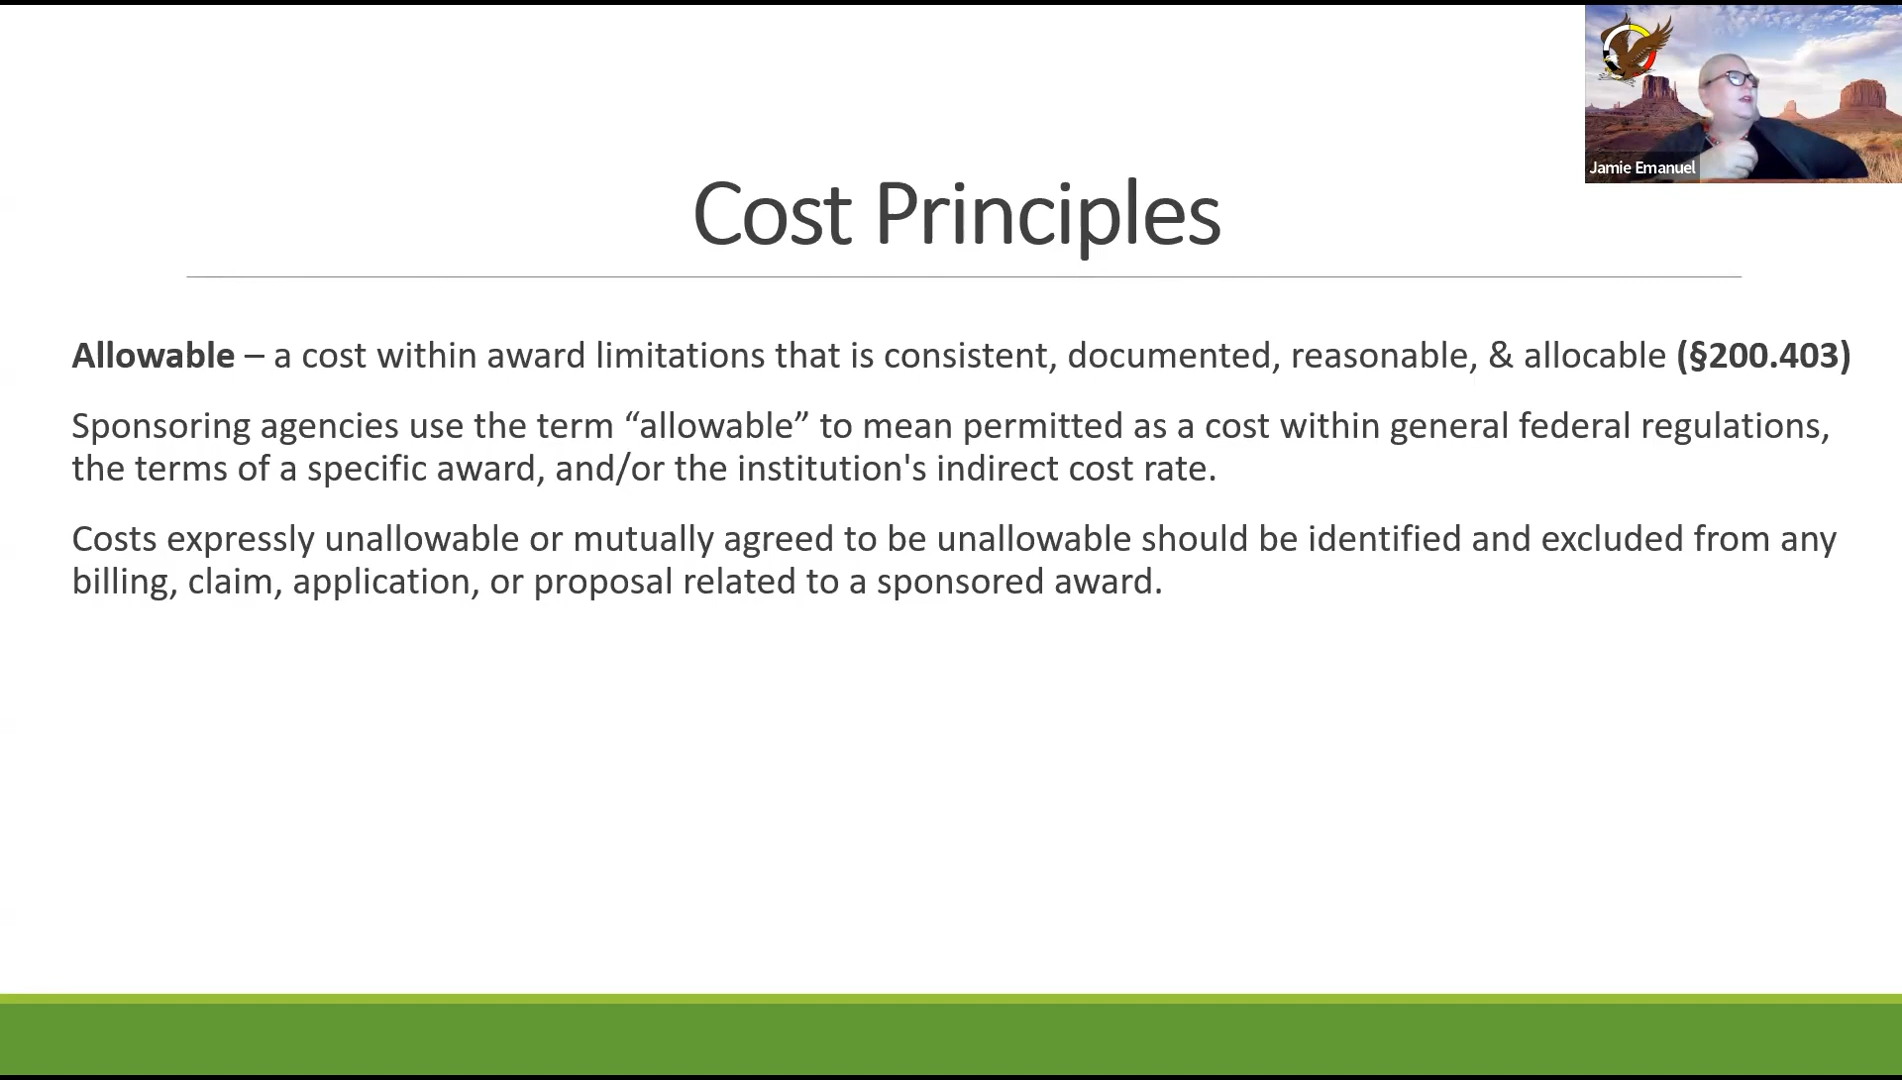 Jamie Emanuel
Cost Principles
Allowable – a cost within award limitations that is consistent, documented, reasonable, & allocable (§200.403)
Sponsoring agencies use the term “allowable” to mean permitted as a cost within general federal regulations,
the terms of a specific award, and/or the institution's indirect cost rate.
Costs expressly unallowable or mutually agreed to be unallowable should be identified and excluded from any
billing, claim, application, or proposal related to a sponsored award.